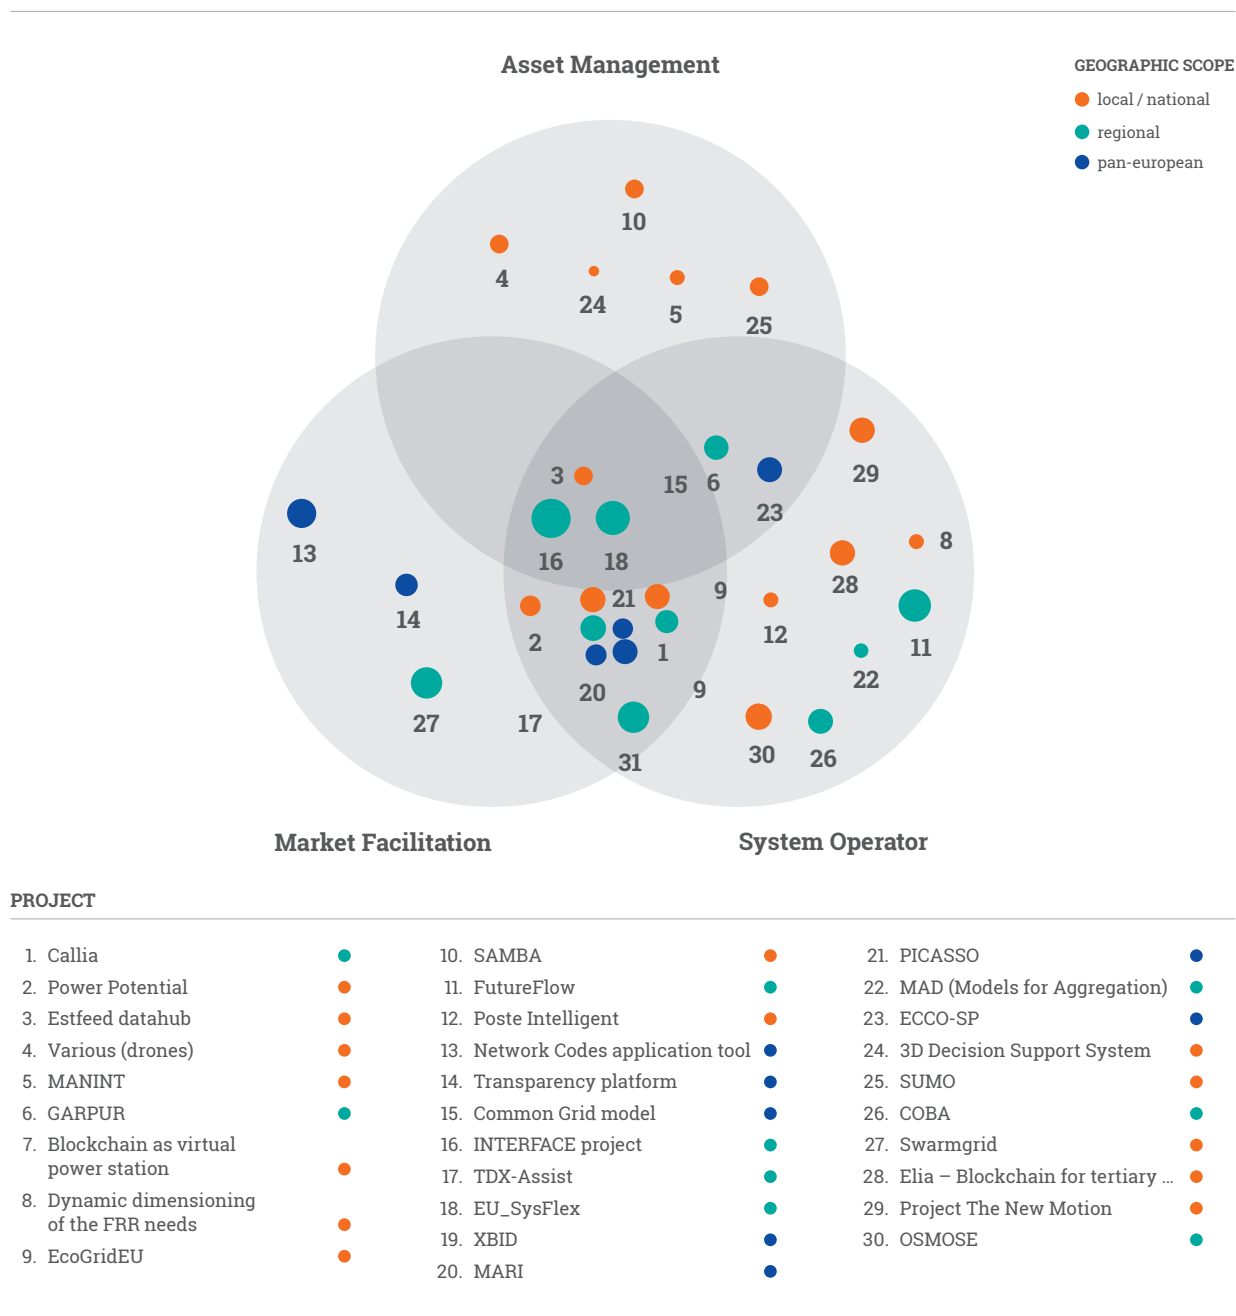 Asset Management
GEOGRAPHIC SCOPE
local / national
regional
pan-european
10
4
24
5
25
29
3
15
6
23
13
16
18
8
28
14
2
21
9
12
11
1
22
20
9
27
17
31
30
26
Market Facilitation
System Operator
PROJECT
1. Callia
2. Power Potential
3. Estfeed datahub
4. Various (drones)
5. MANINT
6. GARPUR
7. Blockchain as virtual
power station
8. Dynamic dimensioning
of the FRR needs
9. EcoGridEU
10. SAMBA
11. FutureFlow
12. Poste Intelligent
13. Network Codes application tool
14. Transparency platform
15. Common Grid model
16. INTERFACE project
17. TDX-Assist
18. EU_SysFlex
19. XBID
20. MARI
21. PICASSO
22. MAD (Models for Aggregation)
23. ECCO-SP
24. 3D Decision Support System
25. SUMO
26. COBA
27. Swarmgrid
28. Elia – Blockchain for tertiary ...
29. Project The New Motion
30. OSMOSE